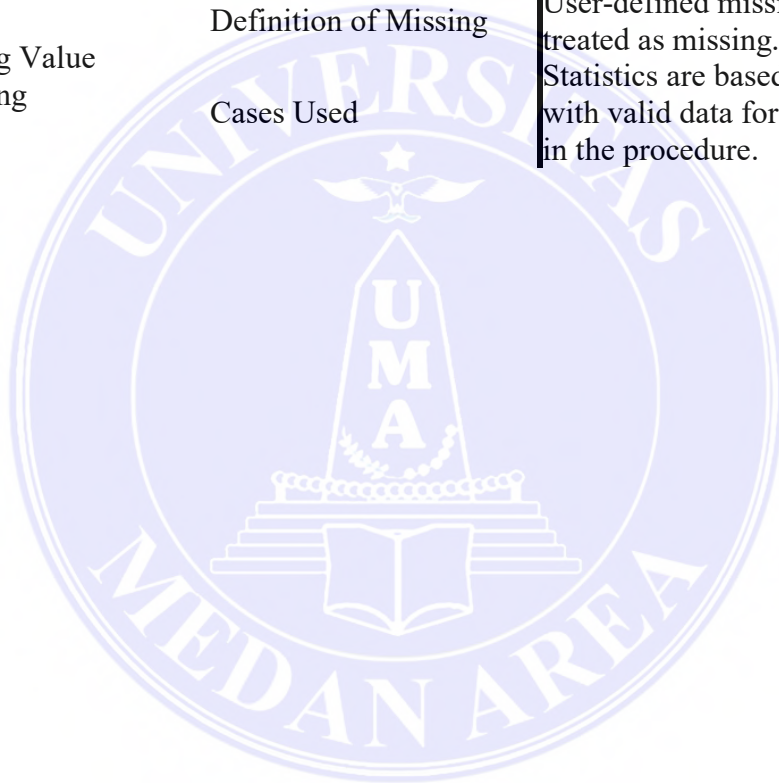 Definition of Missing
g Value
ng
Cases Used
User-defined missi
treated as missing.
Statistics are based
with valid data for
in the procedure.
UNIVERSITAS
UMA
MEDAN AREA